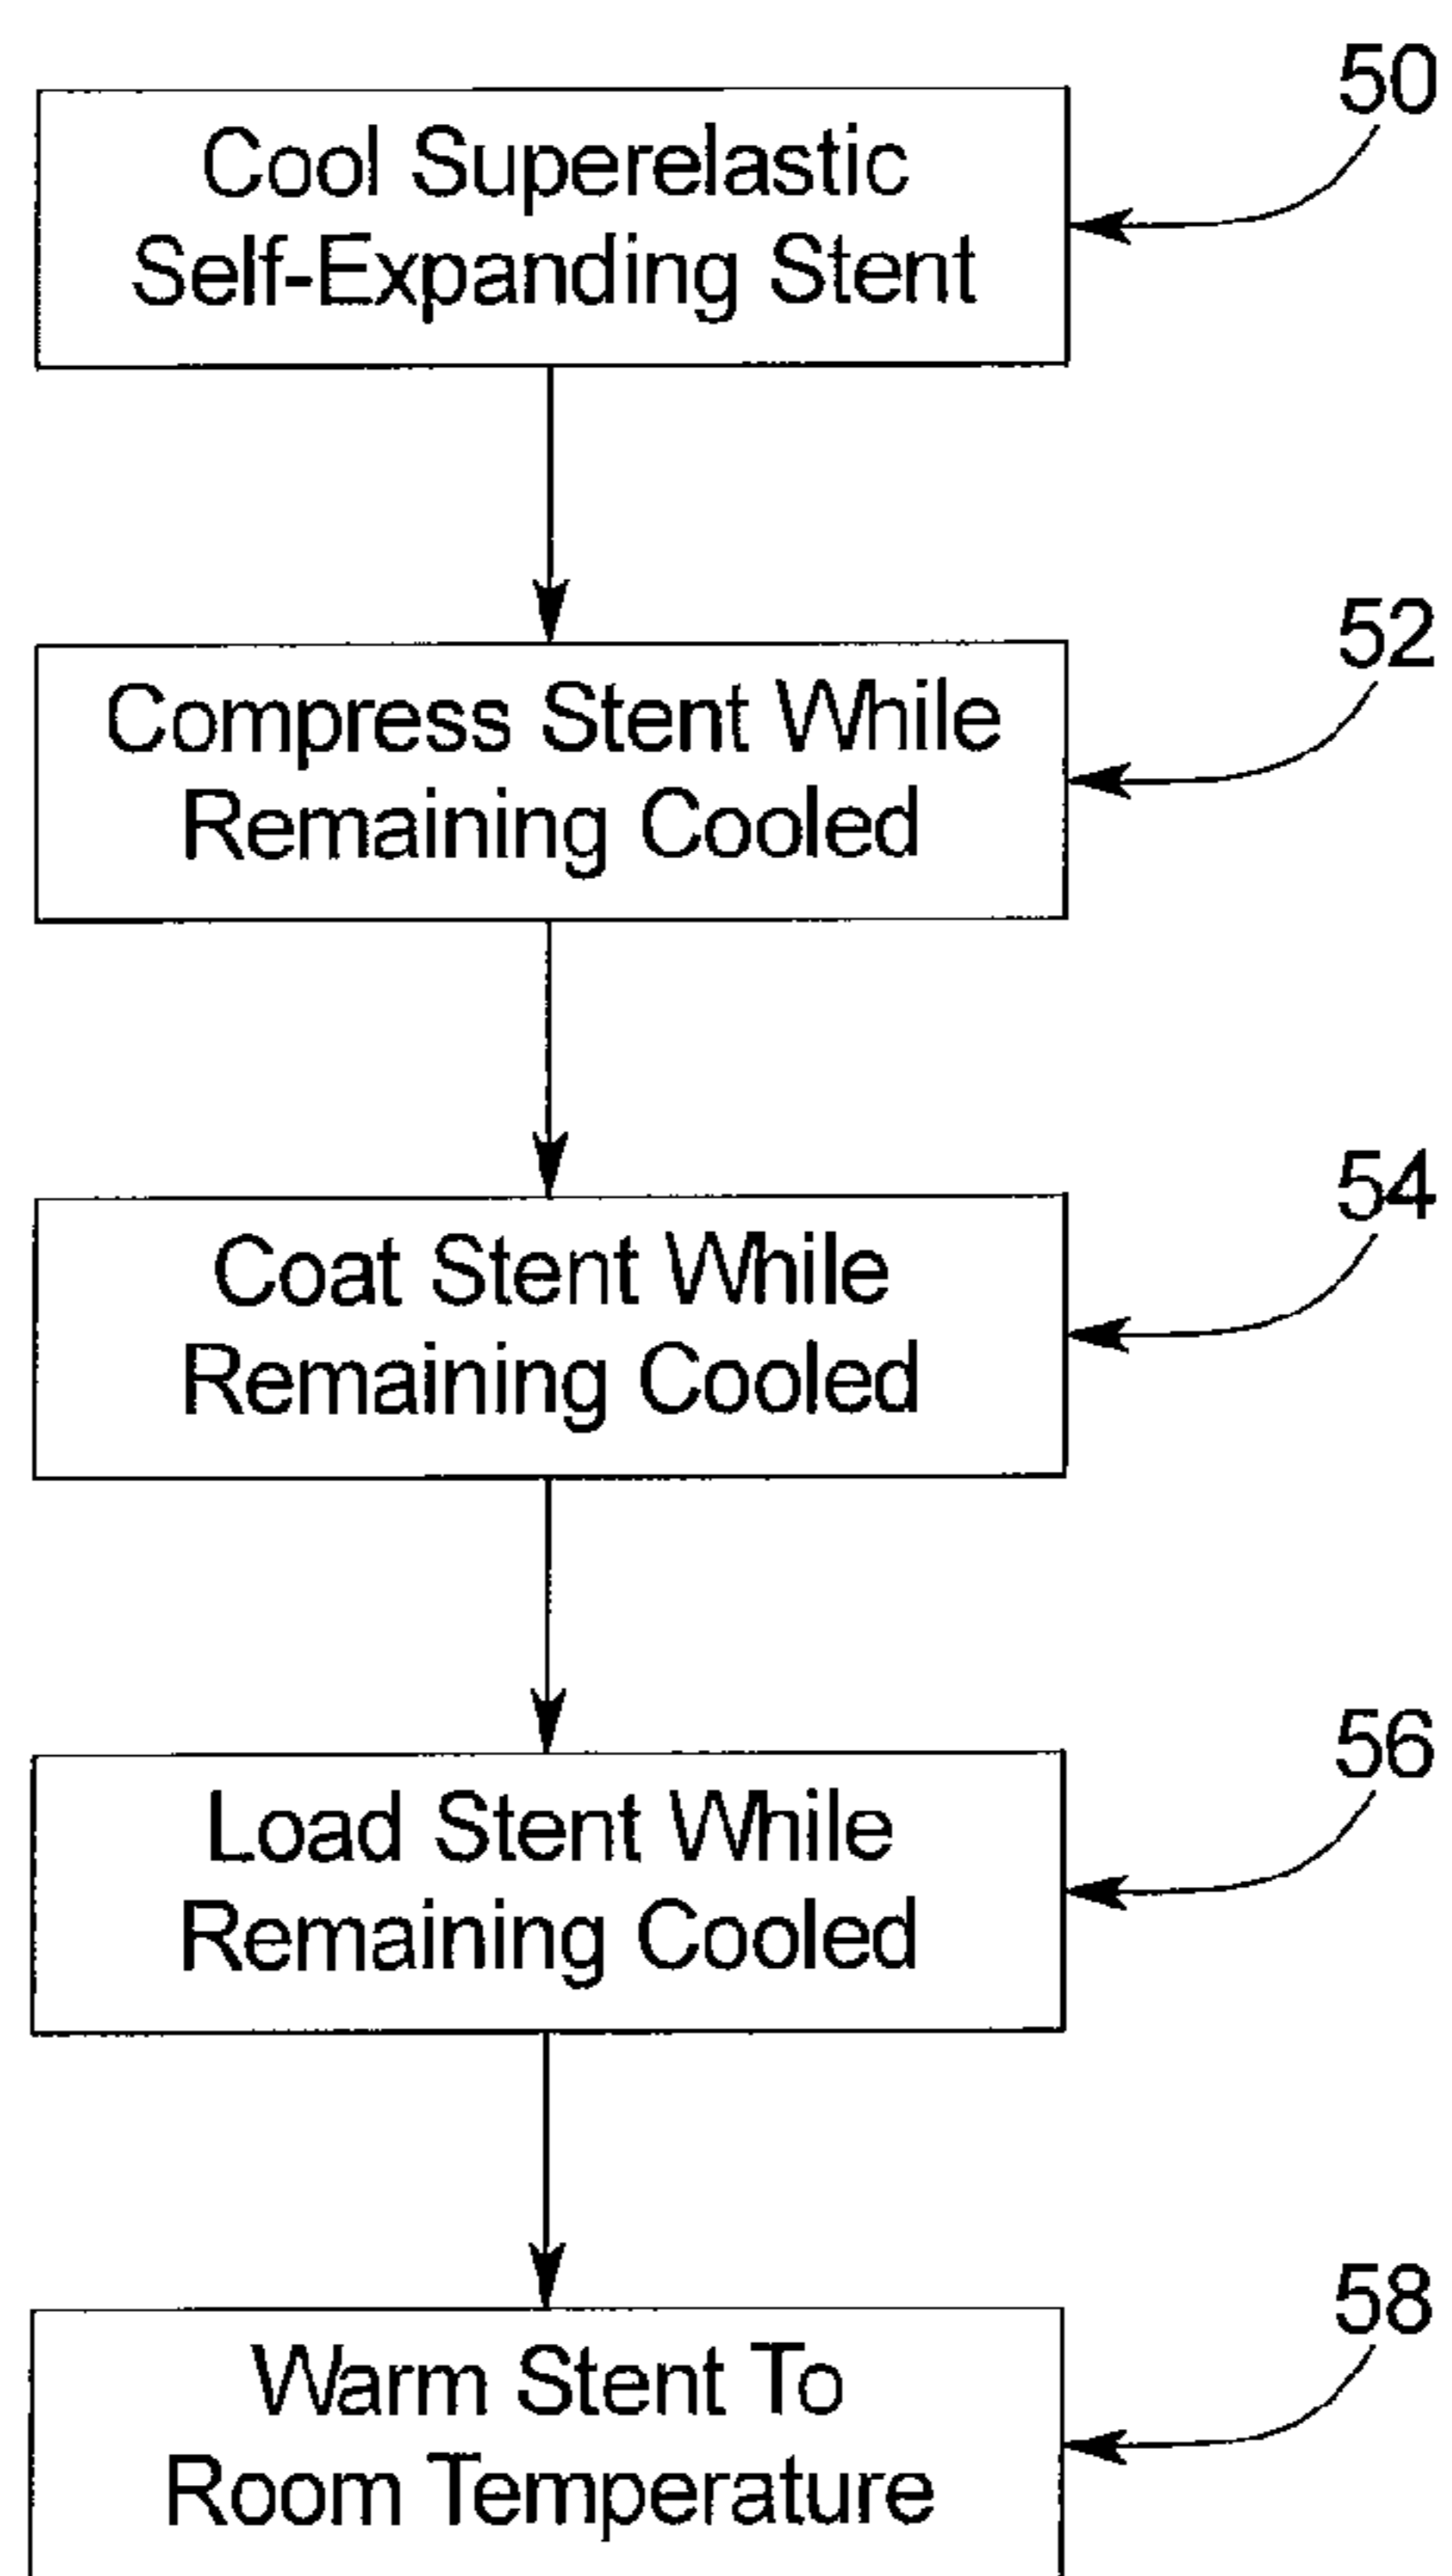 50
Cool Superelastic
Self-Expanding Stent
52
Compress Stent While
Remaining Cooled
54
Coat Stent While
Remaining Cooled
56
Load Stent While
Remaining Cooled
58
Warm Stent To
Room Temperature